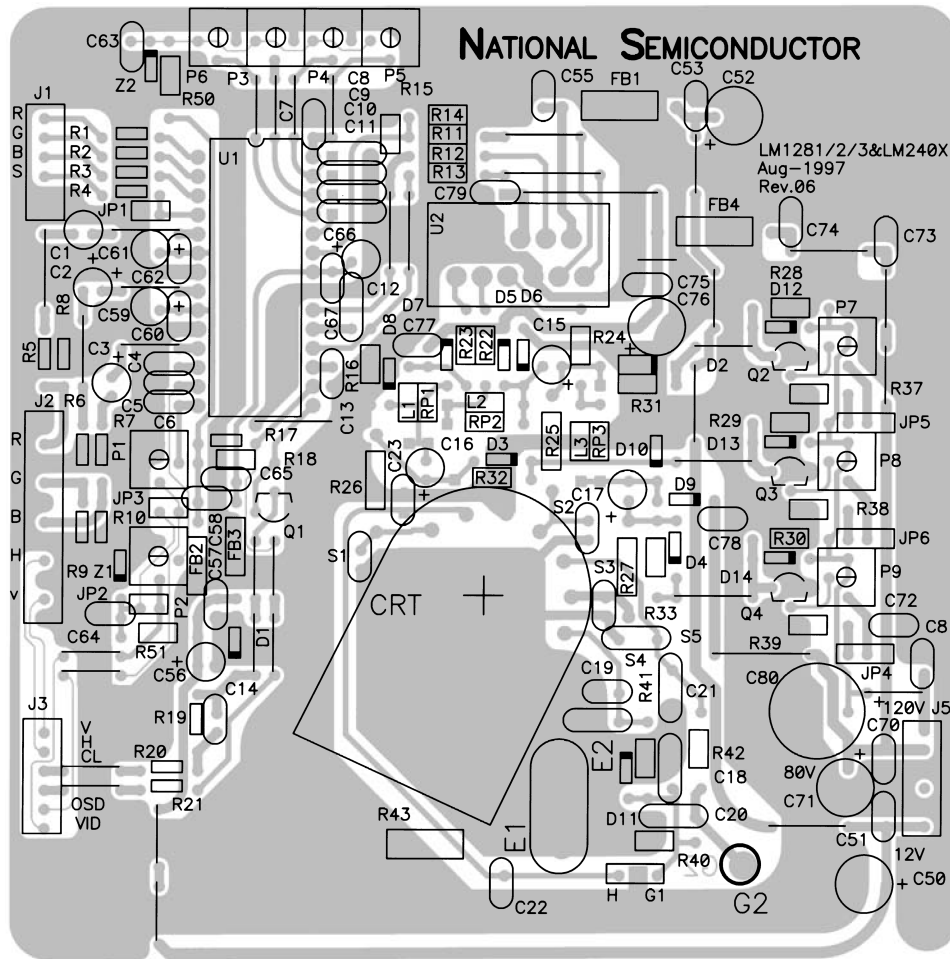 NATIONAL SEMICONDUCTOR
C63
Z2
P6
R50
P3
P4
C8
P5
C9
R15
C7
C10
C11
C55
FB1
C53
C52
J1
R
G
B
S
R1
R2
R3
R4
JP1
U1
R14
R11
R12
R13
C79
LM1281/2/3&LM240X
Aug-1997
Rev.06
FB4
C74
C73
C1
C61
C2
C62
R8
C59
C60
C66
C12
C67
U2
D7
D5 D6
C75
C76
R28
D12
P7
R5
C3
C4
D8
C77
R23
R22
C15
R24
D2
Q2
R6
C5
R7
C6
C13
R16
L1
RP1
L2
RP2
R31
R37
J2
R
G
B
H
V
P1
R17
R18
C65
C23
C16
D3
R25
L3
RP3
D10
R29
D13
JP5
P8
JP3
R10
C58
Q1
R26
R32
C17
D9
Q3
R38
R9
Z1
FB2
C57
FB3
S1
S2
D4
C78
R30
JP6
JP2
P2
CRT
S3
R27
D14
P9
Q4
C64
R51
C56
D1
R33
S5
C72
C8
R39
JP4
J3
V
H
CL
OSD
VID
C14
R19
C19
S4
R41
C21
C80
120V
J5
C70
R20
R21
E2
R42
80V
C71
C18
R43
E1
D11
C20
C51
12V
R40
C50
C22
H
G1
G2